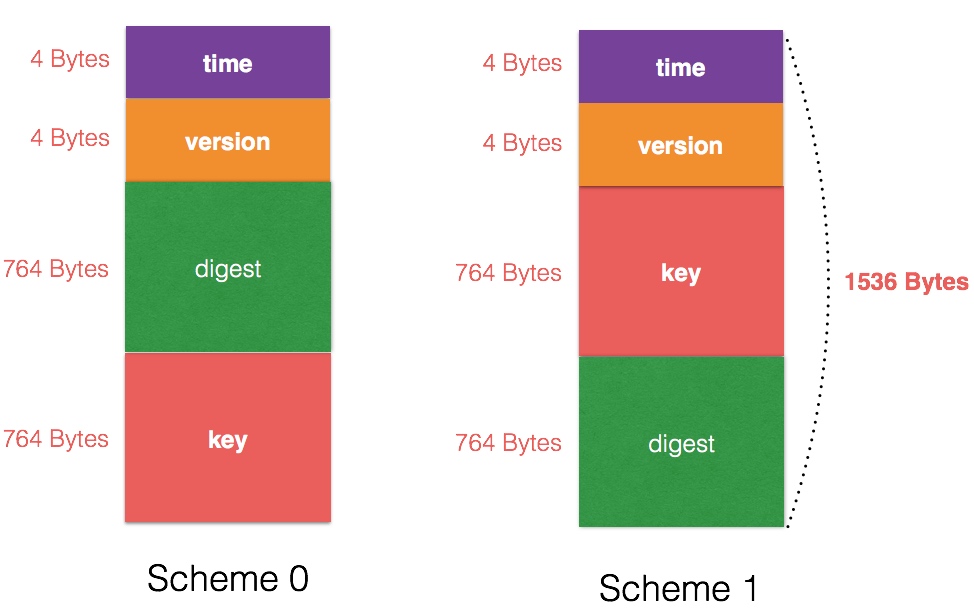 4 Bytes
time
4 Bytes
version
764 Bytes
digest
764 Bytes
key
Scheme 0
4 Bytes
time
4 Bytes
version
764 Bytes
key
1536 Bytes
764 Bytes
digest
Scheme 1